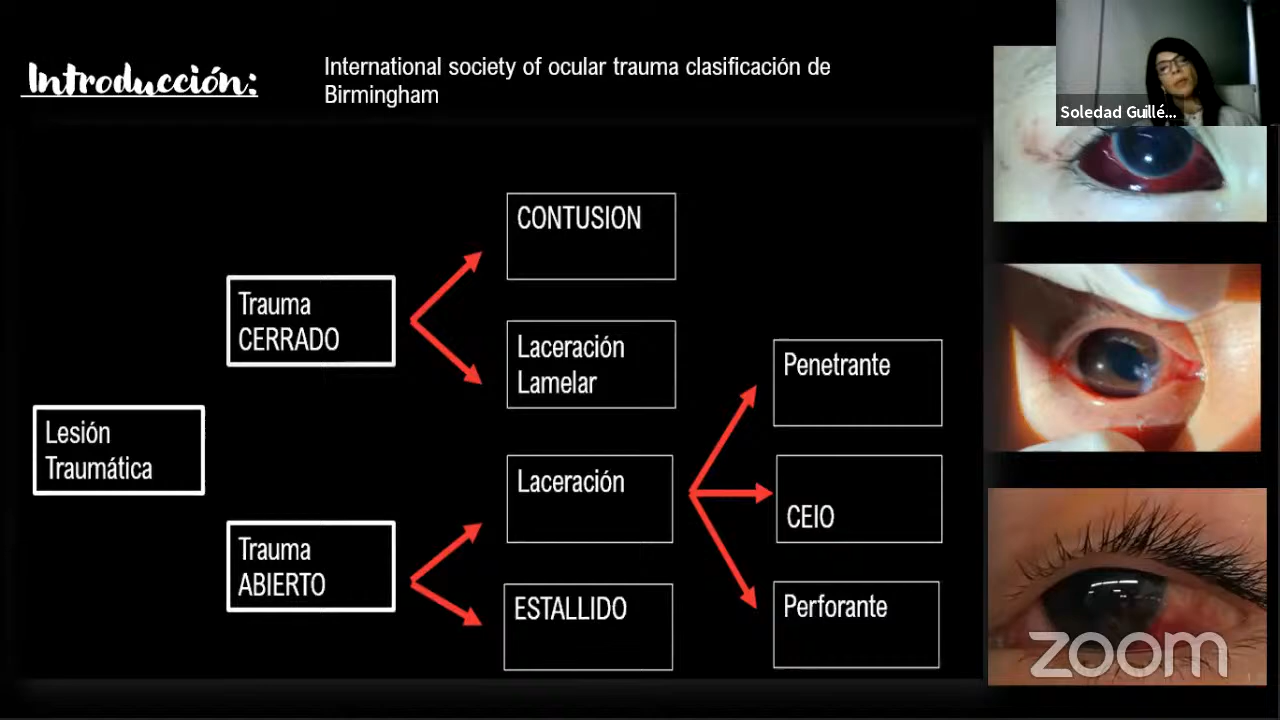 Introducción:
International society of ocular trauma clasificación de
Birmingham
Soledad Guillé...
CONTUSION
Trauma
CERRADO
Laceración
Lamelar
Penetrante
Lesión
Traumática
Laceración
CEIO
Trauma
ABIERTO
ESTALLIDO
Perforante
zoom